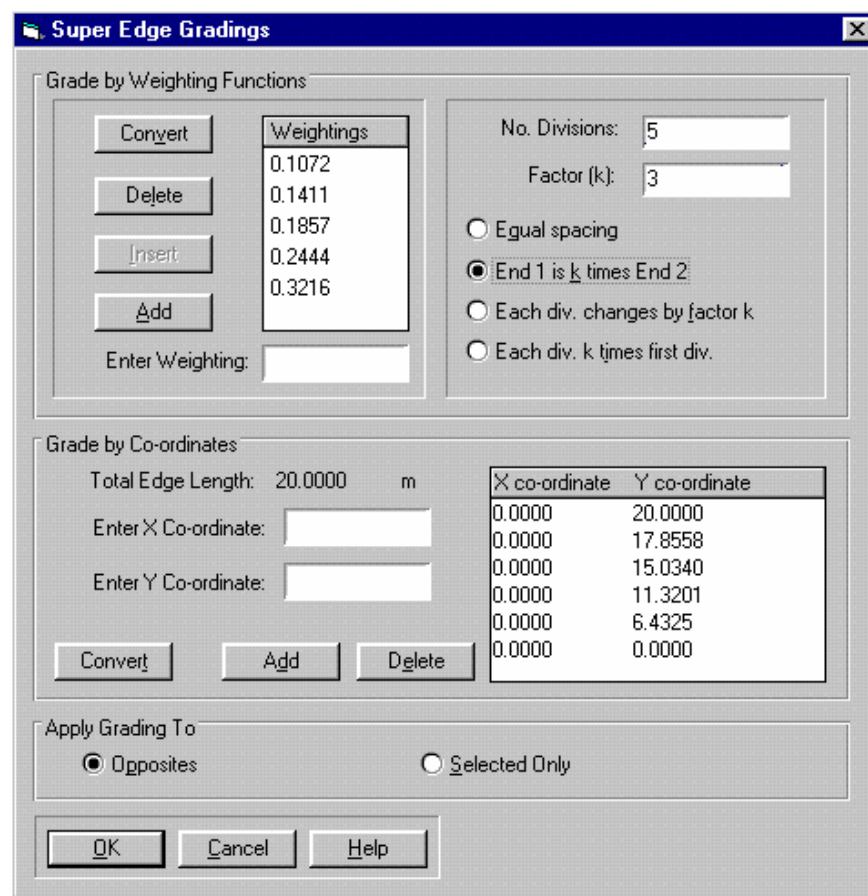 Super Edge Gradings
Grade by Weighting Functions
Convert
Delete
Insert
Add
Weightings
0.1072
0.1411
0.1857
0.2444
0.3216
Enter Weighting:
No. Divisions: 5
Factor (k): 3
Equal spacing
End 1 is k times End 2
Each div. changes by factor k
Each div. k times first div.
Grade by Co-ordinates
Total Edge Length: 20.0000 m
Enter X Co-ordinate:
Enter Y Co-ordinate:
Convert Add Delete
X co-ordinate Y co-ordinate
0.0000 20.0000
0.0000 17.8558
0.0000 15.0340
0.0000 11.3201
0.0000 6.4325
0.0000 0.0000
Apply Grading To
Opposites Selected Only
OK Cancel Help